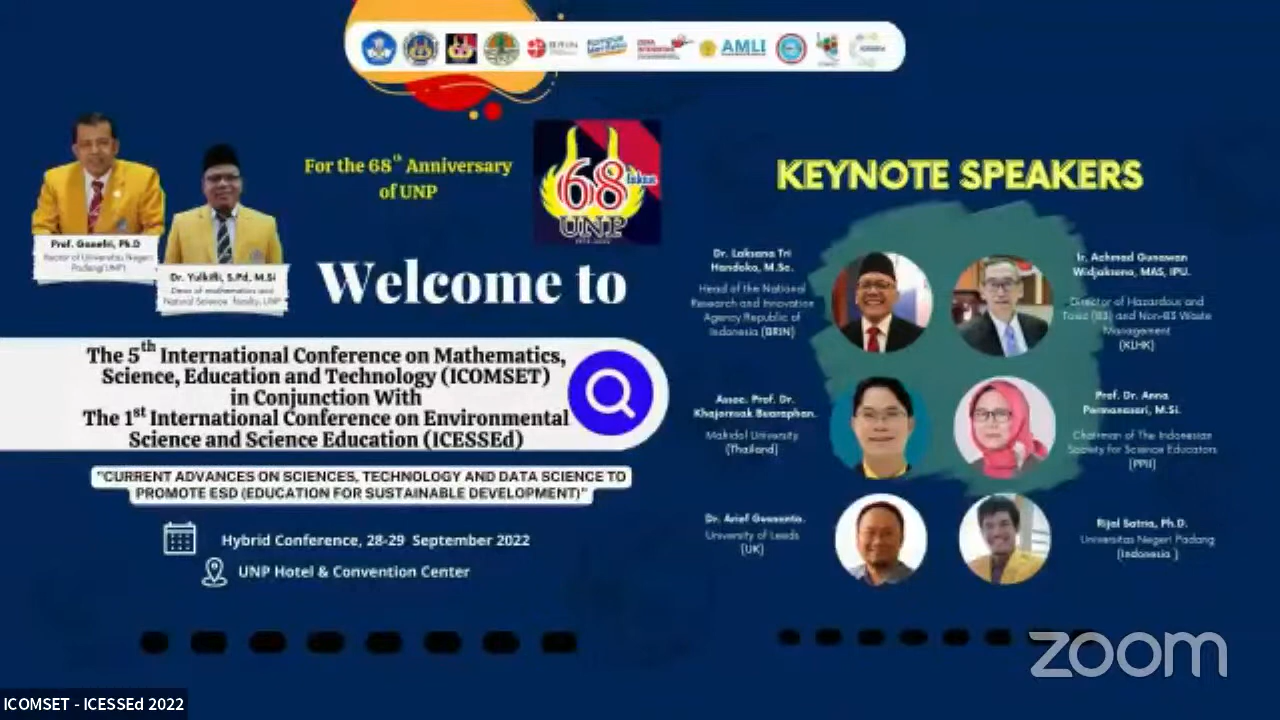 AMLI
For the 68th Anniversary
of UNP
68
UNP
Prof. Ganefri, Ph.D
Rector of Universitas Negeri
Padang(UNP)
Dr. Yulkifli, S.Pd, M.Si
Dean of mathematics and
Natural Science faculty, UNP
Welcome to
The 5th International Conference on Mathematics,
Science, Education and Technology (ICOMSET)
in Conjunction With
The 1st International Conference on Environmental
Science and Science Education (ICESSEd)
"CURRENT ADVANCES ON SCIENCES, TECHNOLOGY AND DATA SCIENCE TO
PROMOTE ESD (EDUCATION FOR SUSTAINABLE DEVELOPMENT)"
Hybrid Conference, 28-29 September 2022
UNP Hotel & Convention Center
KEYNOTE SPEAKERS
Dr. Laksana Tri
Handoko, M.Sc.
Head of the National
Research and Innovation
Agency Republic of
Indonesia (BRIN)
Ir. Achmad Gunawan
Widjaksono, MAS, IPU.
Director of Hazardous and
Toxic (B3) and Non-B3 Waste
Management
(KLHK)
Assoc. Prof. Dr.
Khajornsak Buaraphan.
Mahidol University
(Thailand)
Prof. Dr. Anna
Permanasari, M.Si.
Chairman of The Indonesian
Society for Science Educators
(PPII)
Dr. Arief
University of Leeds
(UK)
Rijal Satria, Ph.D.
Universitas Negeri Padang
(Indonesia )
zoom
ICOMSET - ICESSEd 2022